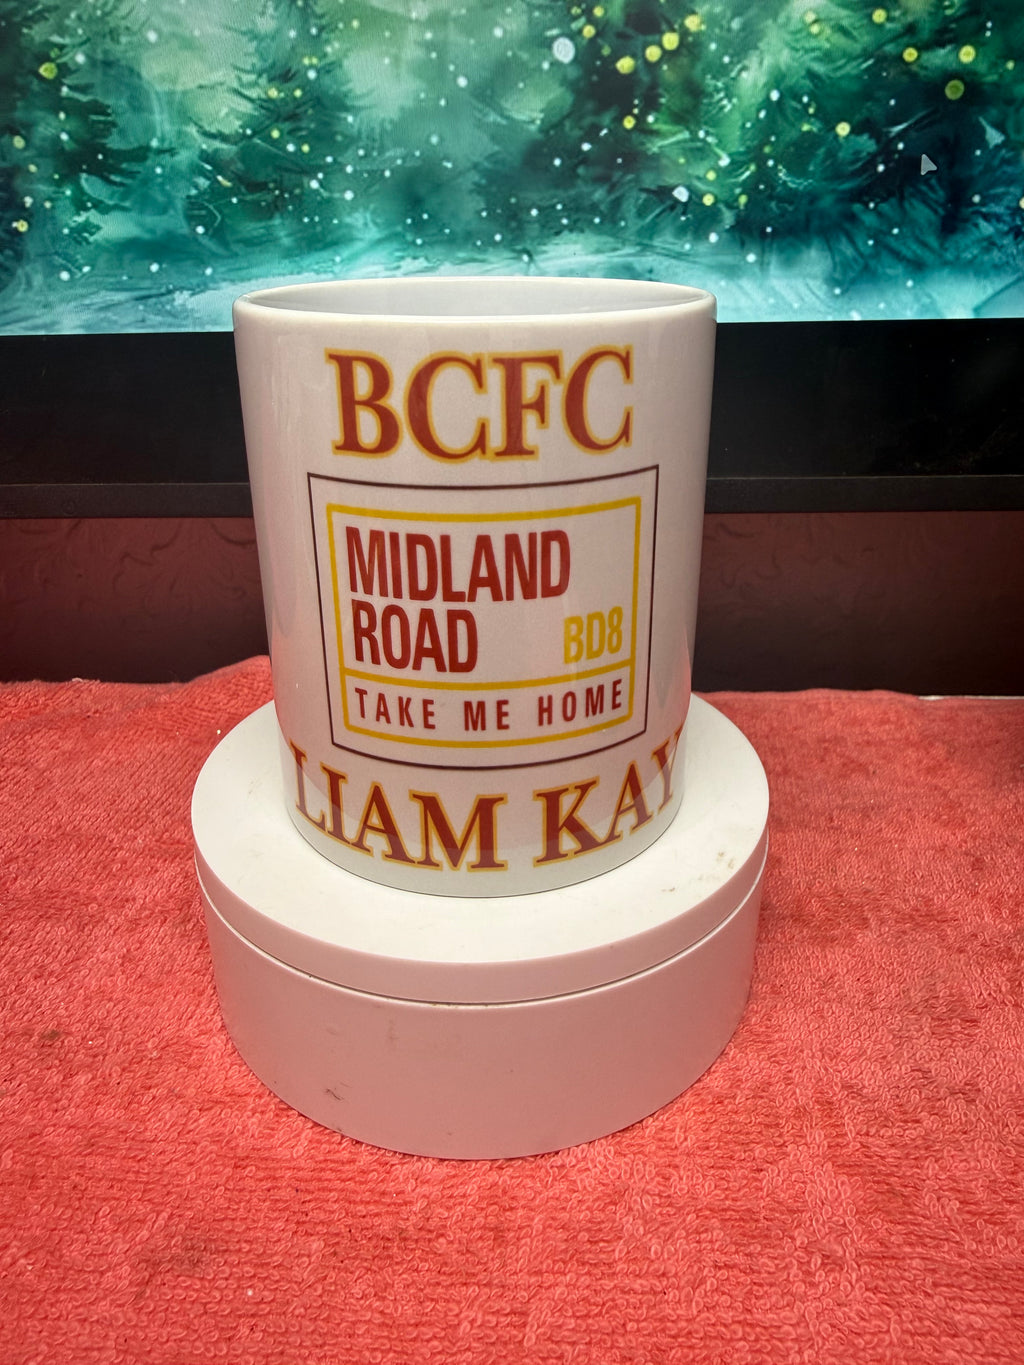 BCFC
MIDLAND
ROAD BD8
TAKE ME HOME
LIAM KAY